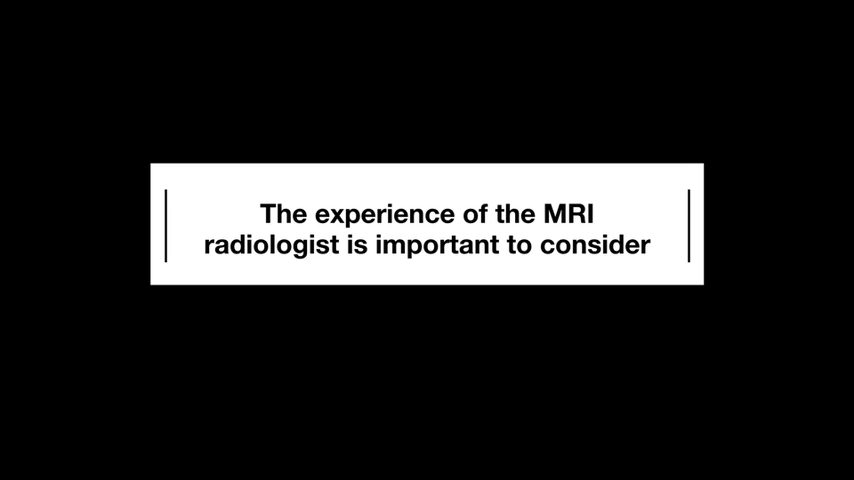 The experience of the MRI
radiologist is important to consider